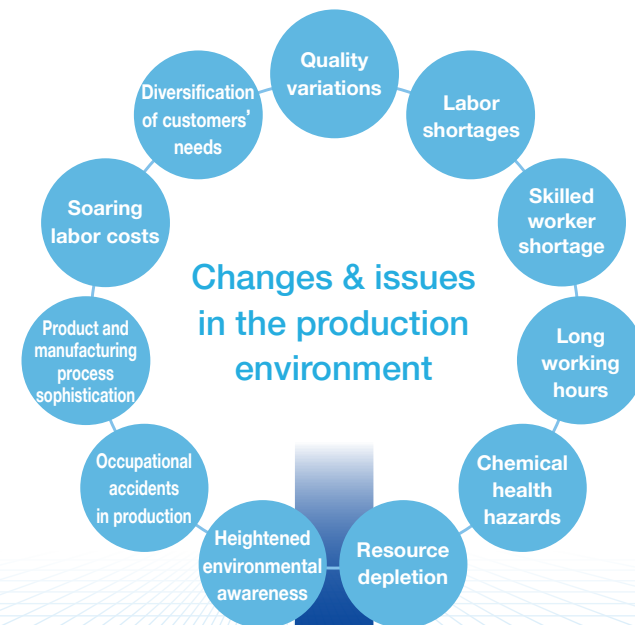 Quality
variations
Labor
shortages
Skilled
worker
shortage
Long
working
hours
Chemical
health
hazards
Resource
depletion
Heightened
environmental
awareness
Occupational
accidents
in production
Product and
manufacturing
process
sophistication
Soaring
labor costs
Diversification
of customers’
needs
Changes & issues
in the production
environment